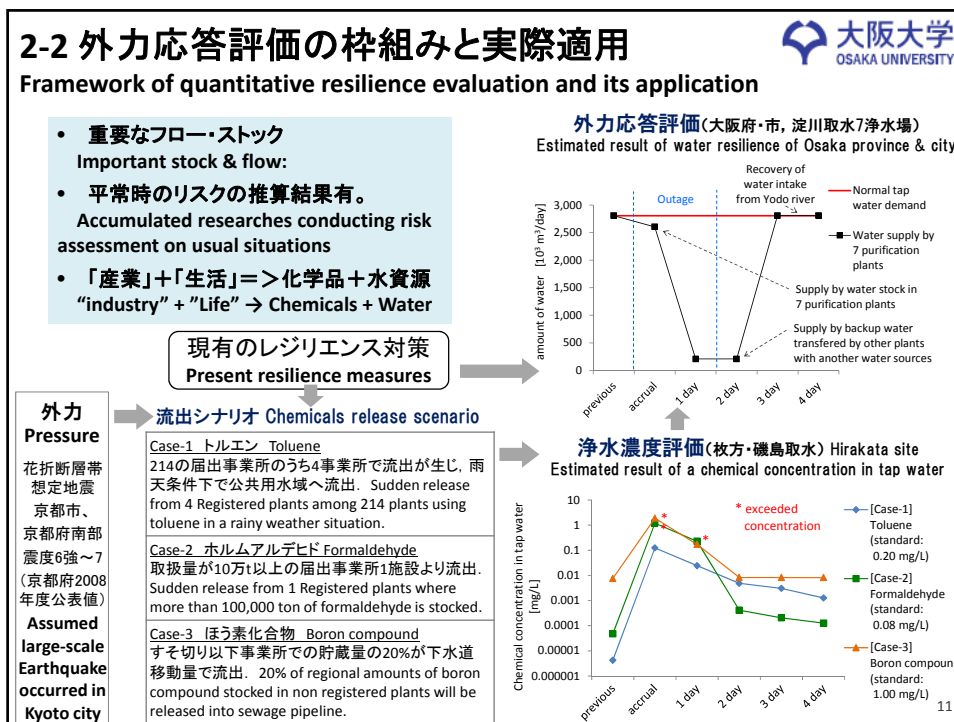 2-2 外力応答評価の枠組みと実際適用
Framework of quantitative resilience evaluation and its application
大阪大学
OSAKA UNIVERSITY
• 重要なフロー・ストック
Important stock & flow:
• 平常時のリスクの推算結果有。
Accumulated researches conducting risk
assessment on usual situations
• 「産業」+「生活」=>化学品+水資源
“industry” + ”Life” → Chemicals + Water
現有のレジリエンス対策
Present resilience measures
外力
Pressure
花折断層帯
想定地震
京都市、
京都府南部
震度6強~7
(京都府2008
年度公表値)
Assumed
large-scale
Earthquake
occurred in
Kyoto city
流出シナリオ Chemicals release scenario
Case-1 トルエン Toluene
214の届出事業所のうち4事業所で流出が生じ, 雨
天条件下で公共用水域へ流出. Sudden release
from 4 Registered plants among 214 plants using
toluene in a rainy weather situation.
Case-2 ホルムアルデヒド Formaldehyde
取扱量が10万t以上の届出事業所1施設より流出.
Sudden release from 1 Registered plants where
more than 100,000 ton of formaldehyde is stocked.
Case-3 ほう素化合物 Boron compound
すそ切り以下事業所での貯蔵量の20%が下水道
移動量で流出. 20% of regional amounts of boron
compound stocked in non registered plants will be
released into sewage pipeline.
外力応答評価(大阪府・市, 淀川取水7浄水場)
Estimated result of water resilience of Osaka province & city
Recovery of
water intake
from Yodo river
Outage
Normal tap
water demand
Water supply by
7 purification
plants
Supply by water stock in
7 purification plants
Supply by backup water
transfered by other plants
with another water sources
amount of water [10³ m³/day]
3,000
2,500
2,000
1,500
1,000
500
0
previous
accrual
1 day
2 day
3 day
4 day
浄水濃度評価(枚方・磯島取水) Hirakata site
Estimated result of a chemical concentration in tap water
* exceeded
concentration
*
*
*
Chemical concentration in tap water
[mg/L]
10
1
0.1
0.01
0.001
0.0001
0.00001
0.000001
previous
accrual
1 day
2 day
3 day
4 day
[Case-1]
Toluene
(standard:
0.20 mg/L)
[Case-2]
Formaldehyde
(standard:
0.08 mg/L)
[Case-3]
Boron compoun
(standard:
1.00 mg/L)
11